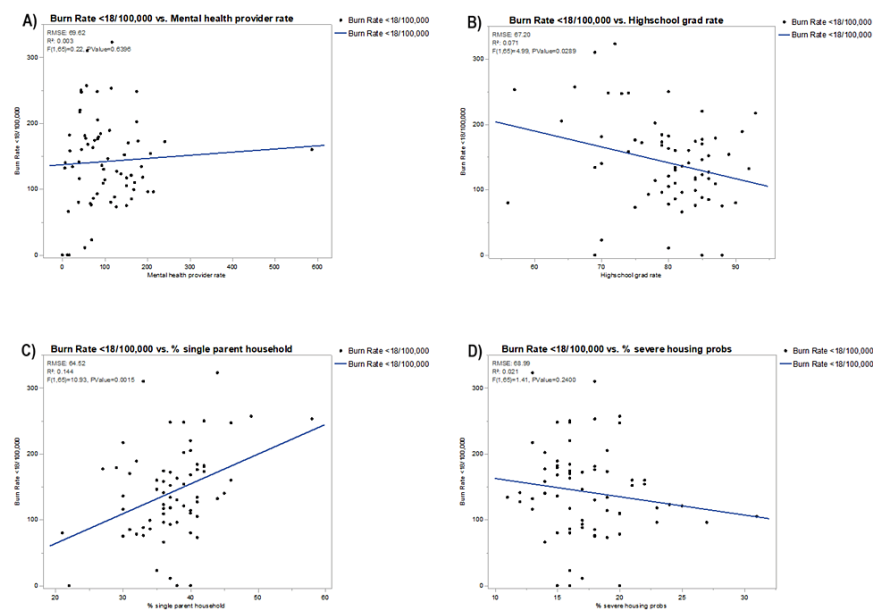 A)
Burn Rate <18/100,000 vs. Mental health provider rate
RMSE: 69.62
R²: 0.003
F(1,65)=0.22, PValue=0.6396
Burn Rate <18/100,000
Burn Rate <18/100,000
Burn Rate <18/100,000
300
200
100
0
0 100 200 300 400 500 600
Mental health provider rate
B)
Burn Rate <18/100,000 vs. Highschool grad rate
RMSE: 67.20
R²: 0.071
F(1,65)=4.99, PValue=0.0289
Burn Rate <18/100,000
Burn Rate <18/100,000
Burn Rate <18/100,000
300
200
100
0
60 70 80 90
Highschool grad rate
C)
Burn Rate <18/100,000 vs. % single parent household
RMSE: 64.52
R²: 0.144
F(1,65)=10.93, PValue=0.0015
Burn Rate <18/100,000
Burn Rate <18/100,000
Burn Rate <18/100,000
300
200
100
0
20 30 40 50 60
% single parent household
D)
Burn Rate <18/100,000 vs. % severe housing probs
RMSE: 68.99
R²: 0.021
F(1,65)=1.41, PValue=0.2400
Burn Rate <18/100,000
Burn Rate <18/100,000
Burn Rate <18/100,000
300
200
100
0
10 15 20 25 30
% severe housing probs